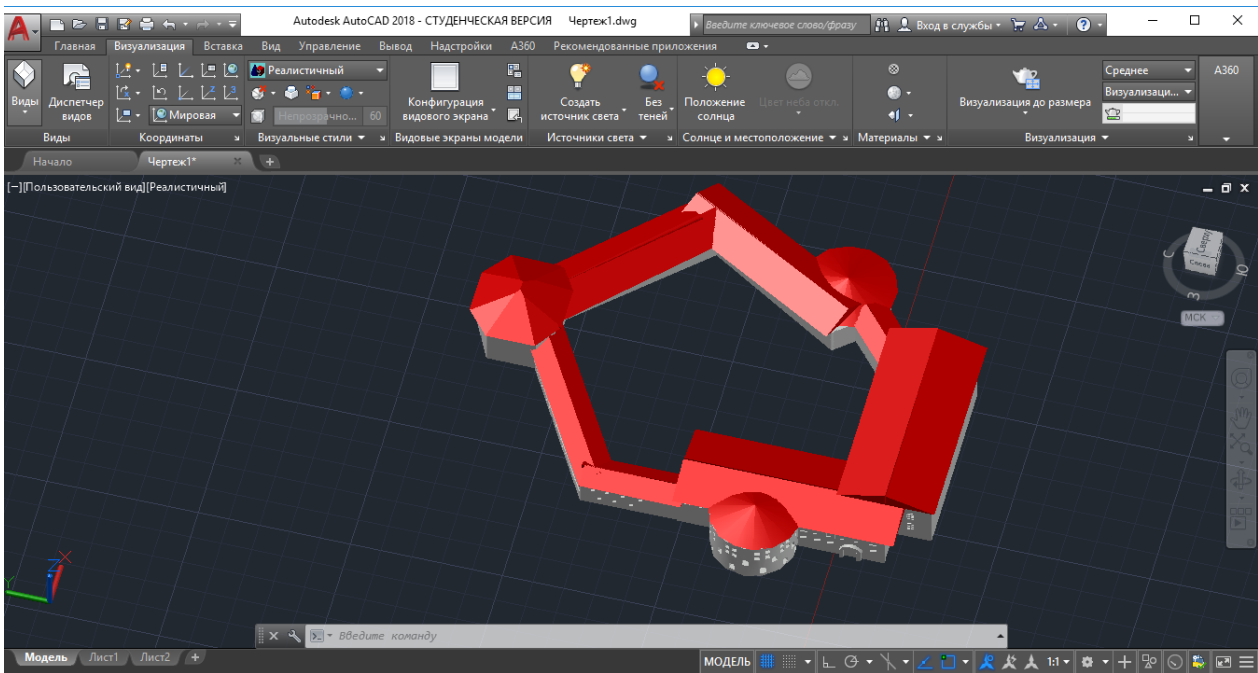 Autodesk AutoCAD 2018 - СТУДЕНЧЕСКАЯ ВЕРСИЯ Чертеж1.dwg Введите ключевое слово/фразу Вход в службы
Главная Визуализация Вставка Вид Управление Вывод Надстройки A360 Рекомендованные приложения
Виды
Диспетчер видов
Мировая
Реалистичный
Непрозрачно... 60
Конфигурация видового экрана
Создать источник света
Без теней
Положение солнца
Цвет неба откл.
Визуализация до размера
Среднее
Визуализаци...
A360
Виды Координаты Визуальные стили Видовые экраны модели Источники света Солнце и местоположение Материалы Визуализация
Начало Чертеж1* +
[−][Пользовательский вид][Реалистичный]
Сверху
Слева
С
Ю
З
МСК
X
Y
Z
Введите команду
Модель Лист1 Лист2 + МОДЕЛЬ 1:1